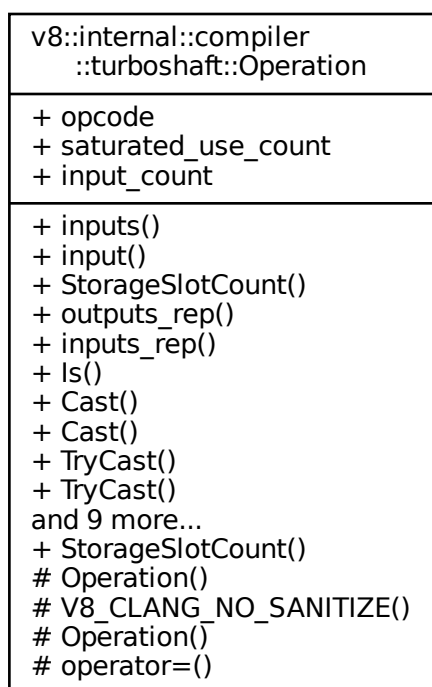 v8::internal::compiler
::turboshaft::Operation
+ opcode
+ saturated_use_count
+ input_count
+ inputs()
+ input()
+ StorageSlotCount()
+ outputs_rep()
+ inputs_rep()
+ Is()
+ Cast()
+ Cast()
+ TryCast()
+ TryCast()
and 9 more...
+ StorageSlotCount()
# Operation()
# V8_CLANG_NO_SANITIZE()
# Operation()
# operator=()